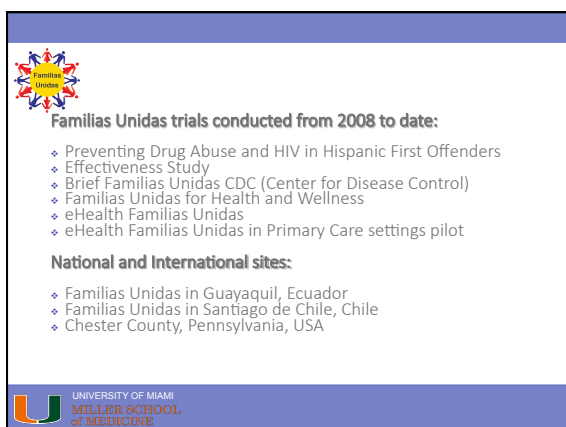 Familias
Unidas
Familias Unidas trials conducted from 2008 to date:
❖ Preventing Drug Abuse and HIV in Hispanic First Offenders
❖ Effectiveness Study
❖ Brief Familias Unidas CDC (Center for Disease Control)
❖ Familias Unidas for Health and Wellness
❖ eHealth Familias Unidas
❖ eHealth Familias Unidas in Primary Care settings pilot
National and International sites:
❖ Familias Unidas in Guayaquil, Ecuador
❖ Familias Unidas in Santiago de Chile, Chile
❖ Chester County, Pennsylvania, USA
UNIVERSITY OF MIAMI
MILLER SCHOOL
of MEDICINE